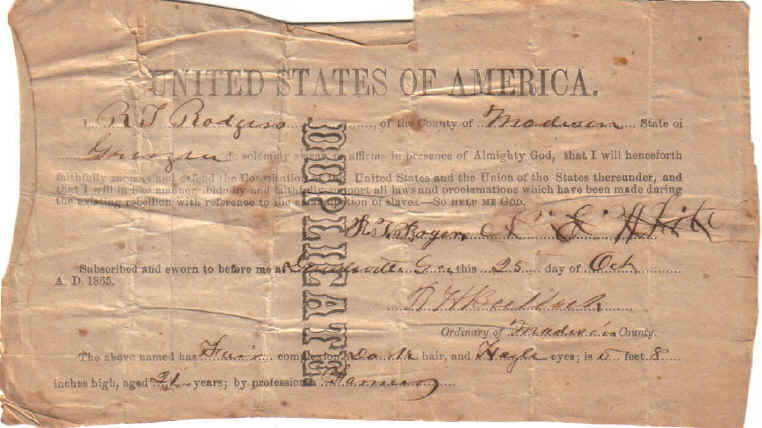 UNITED STATES OF AMERICA.
I, R T Rodgers, of the County of Madison State of
Georgia do solemnly swear or affirm in presence of Almighty God, that I will henceforth
faithfully support and defend the Constitution of the United States and the Union of the States thereunder, and
that I will in like manner, abide by and faithfully support all laws and proclamations which have been made during
the existing rebellion with reference to the emancipation of slaves—SO HELP ME GOD.
White
Subscribed and sworn to before me at Danielsville Ga, this 25 day of Oct
A. D. 1865.
Ordinary of Madison County.
The above named has Fair complexion, Dark hair, and Hazle eyes; is 5 feet 8
inches high, aged 21 years; by profession a Farmer
DUPLICATE